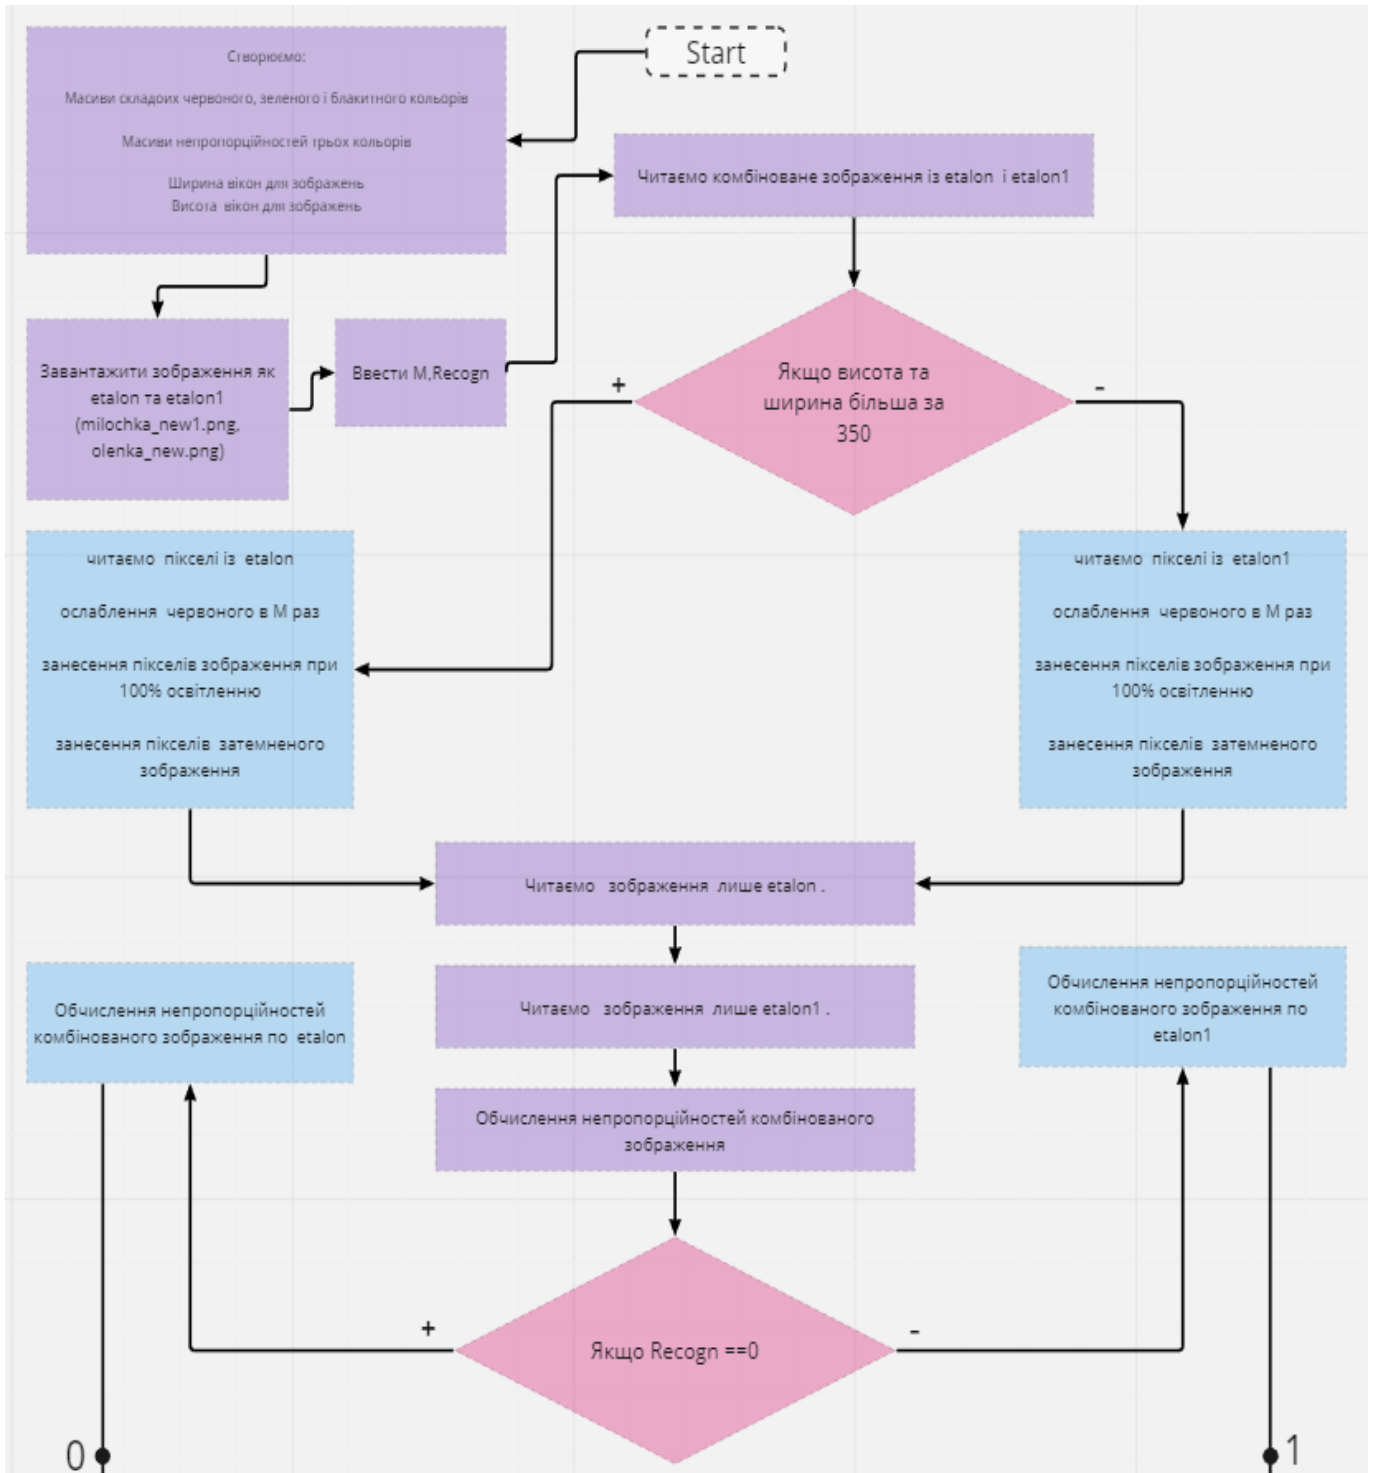 Start
Створюємо:
Масиви складоих червоного, зеленого і блакитного кольорів
Масиви непропорційностей трьох кольорів
Ширина вікон для зображень
Висота вікон для зображень
Завантажити зображення як
etalon та etalon1
(milochka_new1.png,
olenka_new.png)
Ввести M,Recogn
Читаємо комбіноване зображення із etalon і etalon1
Якщо висота та
ширина більша за
350
+
-
читаємо пікселі із etalon
ослаблення червоного в М раз
занесення пікселів зображення при
100% освітленню
занесення пікселів затемненого
зображення
читаємо пікселі із etalon1
ослаблення червоного в М раз
занесення пікселів зображення при
100% освітленню
занесення пікселів затемненого
зображення
Читаємо зображення лише etalon .
Читаємо зображення лише etalon1 .
Обчислення непропорційностей комбінованого
зображення
Якщо Recogn ==0
+
-
Обчислення непропорційностей
комбінованого зображення по etalon
Обчислення непропорційностей
комбінованого зображення по
etalon1
0
1